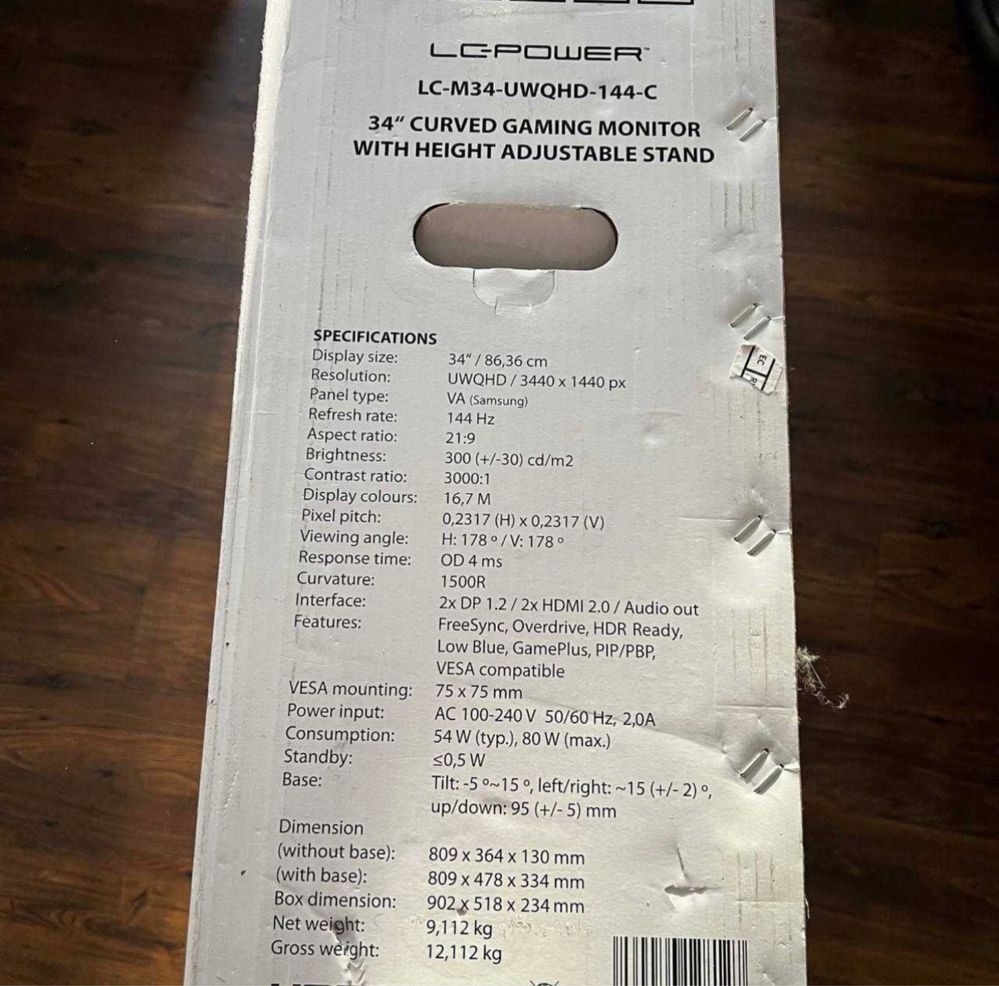 LC-POWER™
LC-M34-UWQHD-144-C
34“ CURVED GAMING MONITOR
WITH HEIGHT ADJUSTABLE STAND
SPECIFICATIONS
Display size: 34“ / 86,36 cm
Resolution: UWQHD / 3440 x 1440 px
Panel type: VA (Samsung)
Refresh rate: 144 Hz
Aspect ratio: 21:9
Brightness: 300 (+/-30) cd/m2
Contrast ratio: 3000:1
Display colours: 16,7 M
Pixel pitch: 0,2317 (H) x 0,2317 (V)
Viewing angle: H: 178 º / V: 178 º
Response time: OD 4 ms
Curvature: 1500R
Interface: 2x DP 1.2 / 2x HDMI 2.0 / Audio out
Features: FreeSync, Overdrive, HDR Ready,
Low Blue, GamePlus, PIP/PBP,
VESA compatible
VESA mounting: 75 x 75 mm
Power input: AC 100-240 V 50/60 Hz, 2,0A
Consumption: 54 W (typ.), 80 W (max.)
Standby: ≤0,5 W
Base: Tilt: -5 º~15 º, left/right: ~15 (+/- 2) º,
up/down: 95 (+/- 5) mm
Dimension
(without base): 809 x 364 x 130 mm
(with base): 809 x 478 x 334 mm
Box dimension: 902 x 518 x 234 mm
Net weight: 9,112 kg
Gross weight: 12,112 kg